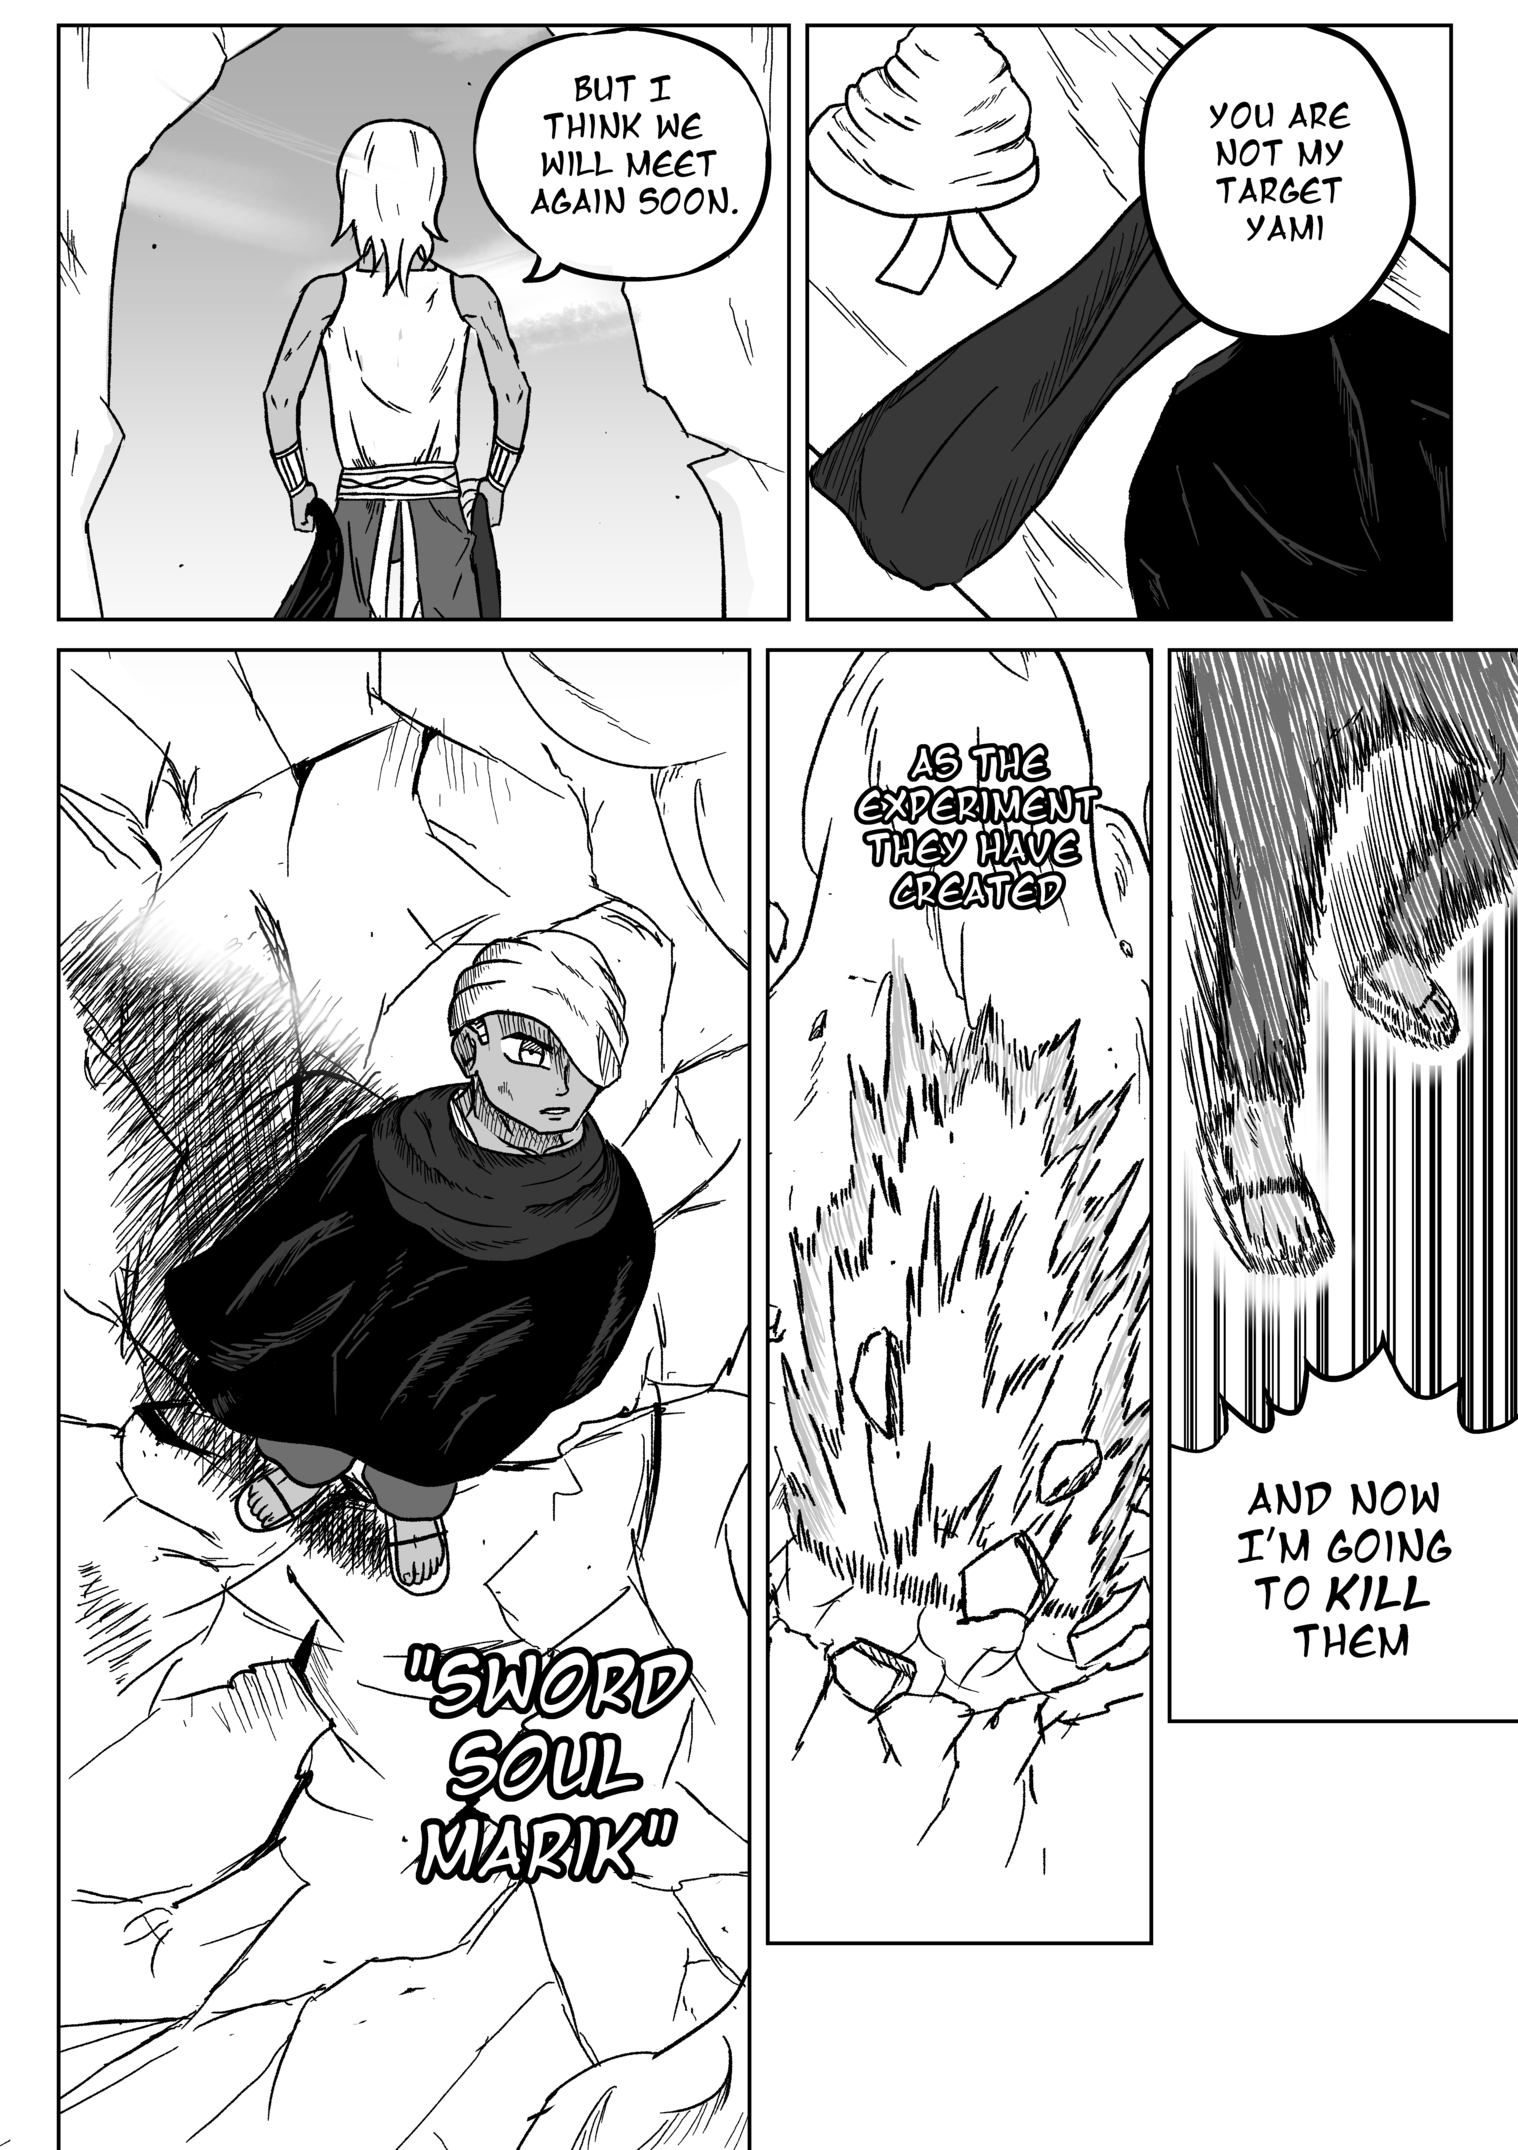 YOU ARE
NOT MY
TARGET
YAMI
BUT I
THINK WE
WILL MEET
AGAIN SOON.
AND NOW
I'M GOING
TO KILL
THEM
AS THE
EXPERIMENT
THEY HAVE
CREATED
"SWORD
SOUL
MARIK"